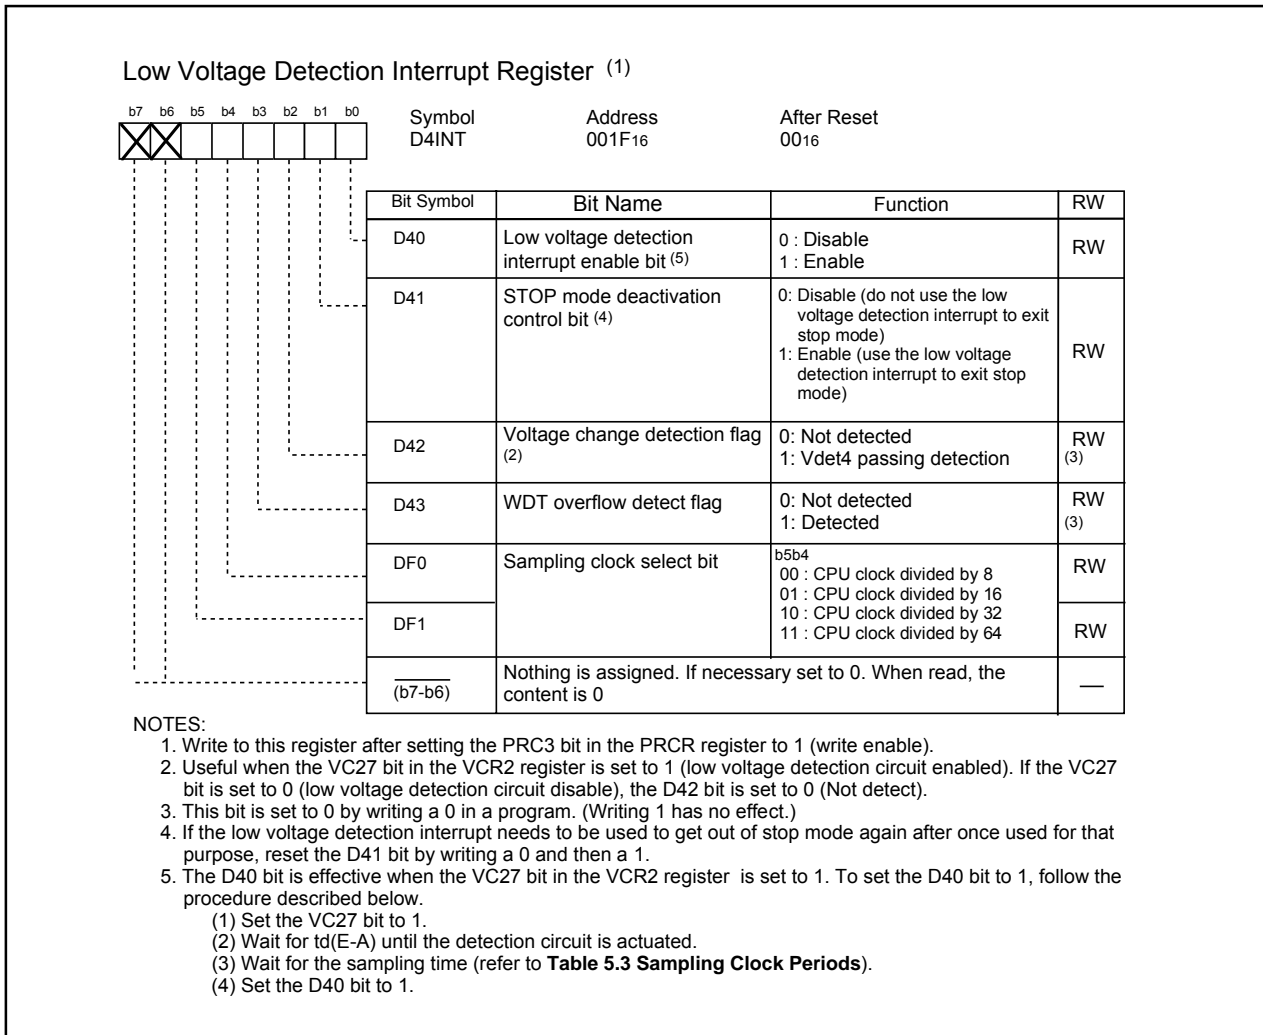 Low Voltage Detection Interrupt Register (1)
b7 b6 b5 b4 b3 b2 b1 b0
Symbol Address After Reset
D4INT 001F16 0016
Bit Symbol Bit Name Function RW
D40 Low voltage detection interrupt enable bit (5) 0 : Disable
1 : Enable RW
D41 STOP mode deactivation control bit (4) 0: Disable (do not use the low
voltage detection interrupt to exit
stop mode)
1: Enable (use the low voltage
detection interrupt to exit stop
mode) RW
D42 Voltage change detection flag (2) 0: Not detected
1: Vdet4 passing detection RW (3)
D43 WDT overflow detect flag 0: Not detected
1: Detected RW (3)
DF0 Sampling clock select bit b5b4
00 : CPU clock divided by 8
01 : CPU clock divided by 16 RW
DF1 10 : CPU clock divided by 32
11 : CPU clock divided by 64 RW
(b7-b6) Nothing is assigned. If necessary set to 0. When read, the
content is 0 —
NOTES:
1. Write to this register after setting the PRC3 bit in the PRCR register to 1 (write enable).
2. Useful when the VC27 bit in the VCR2 register is set to 1 (low voltage detection circuit enabled). If the VC27
bit is set to 0 (low voltage detection circuit disable), the D42 bit is set to 0 (Not detect).
3. This bit is set to 0 by writing a 0 in a program. (Writing 1 has no effect.)
4. If the low voltage detection interrupt needs to be used to get out of stop mode again after once used for that
purpose, reset the D41 bit by writing a 0 and then a 1.
5. The D40 bit is effective when the VC27 bit in the VCR2 register is set to 1. To set the D40 bit to 1, follow the
procedure described below.
(1) Set the VC27 bit to 1.
(2) Wait for td(E-A) until the detection circuit is actuated.
(3) Wait for the sampling time (refer to Table 5.3 Sampling Clock Periods).
(4) Set the D40 bit to 1.